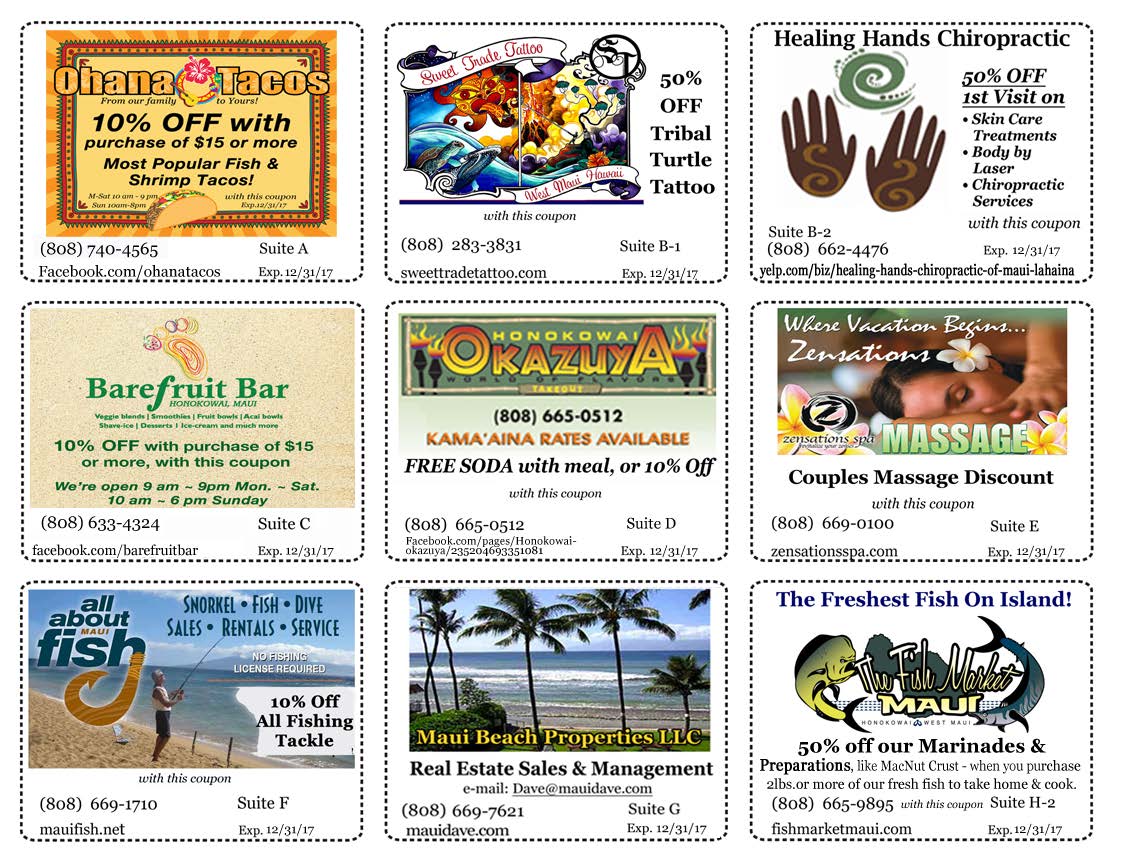 Ohana Tacos
From our family to Yours!
10% OFF with
purchase of $15 or more
Most Popular Fish &
Shrimp Tacos!
M-Sat 10 am - 9 pm
Sun 10am-8pm
with this coupon
Exp.12/31/17
(808) 740-4565 Suite A
Facebook.com/ohanatacos Exp. 12/31/17
Sweet Trade Tattoo
ST
West Maui Hawaii
50%
OFF
Tribal
Turtle
Tattoo
with this coupon
(808) 283-3831 Suite B-1
sweettradetattoo.com Exp. 12/31/17
Healing Hands Chiropractic
50% OFF
1st Visit on
• Skin Care
Treatments
• Body by
Laser
• Chiropractic
Services
with this coupon
Suite B-2
(808) 662-4476 Exp. 12/31/17
yelp.com/biz/healing-hands-chiropractic-of-maui-lahaina
Barefruit Bar
HONOKOWAI, MAUI
Veggie blends | Smoothies | Fruit bowls | Acai bowls
Shave-ice | Desserts | Ice-cream and much more
10% OFF with purchase of $15
or more, with this coupon
We're open 9 am ~ 9pm Mon. ~ Sat.
10 am ~ 6 pm Sunday
(808) 633-4324 Suite C
facebook.com/barefruitbar Exp. 12/31/17
HONOKOWAI
OKAZUYA
WORLD OF FLAVORS
TAKEOUT
(808) 665-0512
KAMA'AINA RATES AVAILABLE
FREE SODA with meal, or 10% Off
with this coupon
(808) 665-0512 Suite D
Facebook.com/pages/Honokowai-
okazuya/235204693351081 Exp. 12/31/17
Where Vacation Begins...
Zensations
zensations spa
revitalize your senses
MASSAGE
Couples Massage Discount
with this coupon
(808) 669-0100 Suite E
zensationsspa.com Exp. 12/31/17
all
about
MAUI
fish
SNORKEL • FISH • DIVE
SALES • RENTALS • SERVICE
NO FISHING
LICENSE REQUIRED
10% Off
All Fishing
Tackle
with this coupon
(808) 669-1710 Suite F
mauifish.net Exp. 12/31/17
Maui Beach Properties LLC
Real Estate Sales & Management
e-mail: Dave@mauidave.com
(808) 669-7621 Suite G
mauidave.com Exp. 12/31/17
The Freshest Fish On Island!
The Fish Market
MAUI
HONOKOWAI WEST MAUI
50% off our Marinades &
Preparations, like MacNut Crust - when you purchase
2lbs.or more of our fresh fish to take home & cook.
(808) 665-9895 with this coupon Suite H-2
fishmarketmaui.com Exp.12/31/17